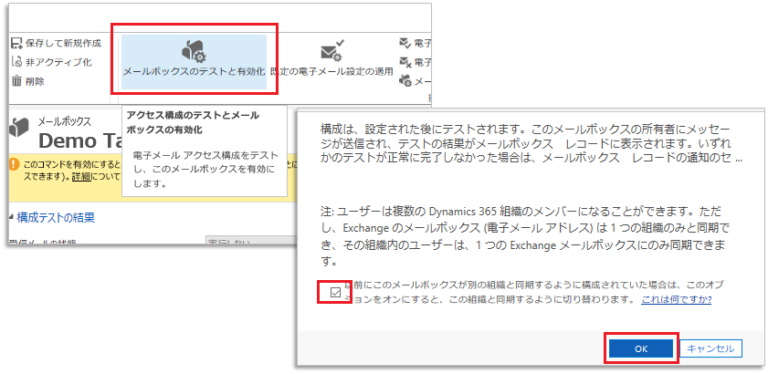 保存して新規作成
非アクティブ化
削除
メールボックスのテストと有効化
既定の電子メール設定の適用
電子
電子
メー
メールボックス
Demo Ta
アクセス構成のテストとメール
ボックスの有効化
電子メール アクセス構成をテスト
し、このメールボックスを有効に
します。
このコマンドを有効にすると
スできます)。詳細について
構成テストの結果
受信メールの状態
実行しない
構成は、設定された後にテストされます。このメールボックスの所有者にメッセー
ジが送信され、テストの結果がメールボックス レコードに表示されます。いずれ
かのテストが正常に完了しなかった場合は、メールボックス レコードの通知のセ ...
注: ユーザーは複数の Dynamics 365 組織のメンバーになることができます。ただ
し、Exchange のメールボックス (電子メール アドレス) は 1 つの組織のみと同期でき
き、その組織内のユーザーは、1 つの Exchange メールボックスにのみ同期できま
す。
以前にこのメールボックスが別の組織と同期するように構成されていた場合は、このオプ
ションをオンにすると、この組織と同期するように切り替わります。 これは何ですか?
OK
キャンセル